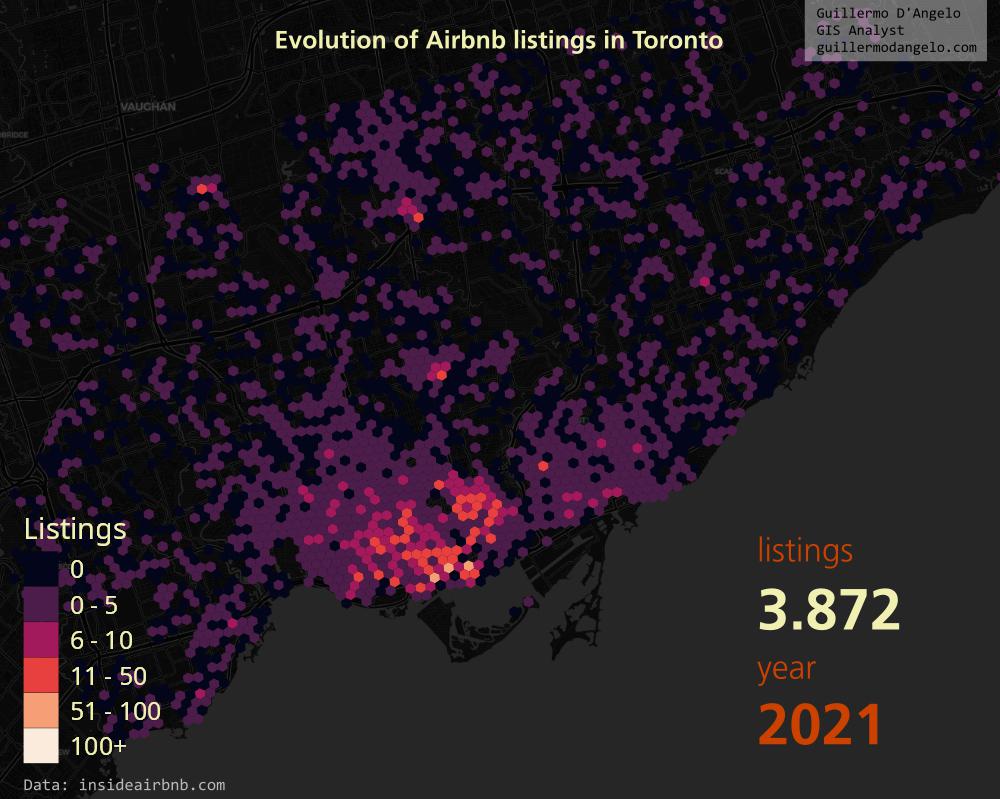 Evolution of Airbnb listings in Toronto
Guillermo D'Angelo
GIS Analyst
guillermodangelo.com
VAUGHAN
Listings
0
0 - 5
6 - 10
11 - 50
51 - 100
100+
listings
3.872
year
2021
Data: insideairbnb.com